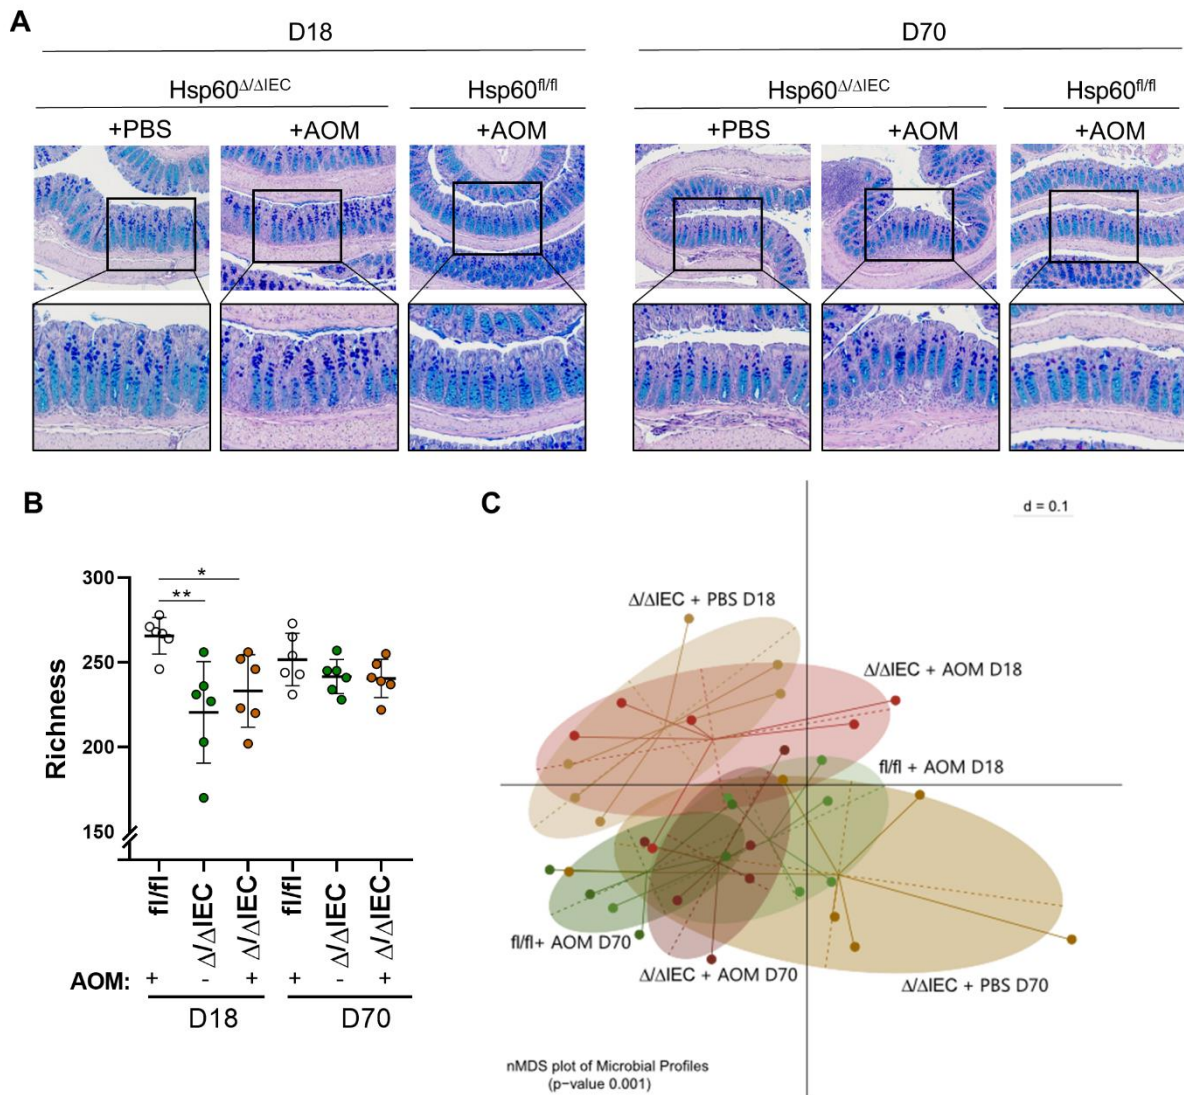 A
D18
D70
Hsp60Δ/ΔIEC
Hsp60fl/fl
Hsp60Δ/ΔIEC
Hsp60fl/fl
+PBS
+AOM
+AOM
+PBS
+AOM
+AOM
B
C
d = 0.1
300
250
200
150
Richness
*
**
fl/fl
Δ/ΔIEC
Δ/ΔIEC
fl/fl
Δ/ΔIEC
Δ/ΔIEC
AOM: + - + + - +
D18
D70
Δ/ΔIEC + PBS D18
Δ/ΔIEC + AOM D18
fl/fl + AOM D18
fl/fl+ AOM D70
Δ/ΔIEC + AOM D70
Δ/ΔIEC + PBS D70
nMDS plot of Microbial Profiles
(p-value 0.001)